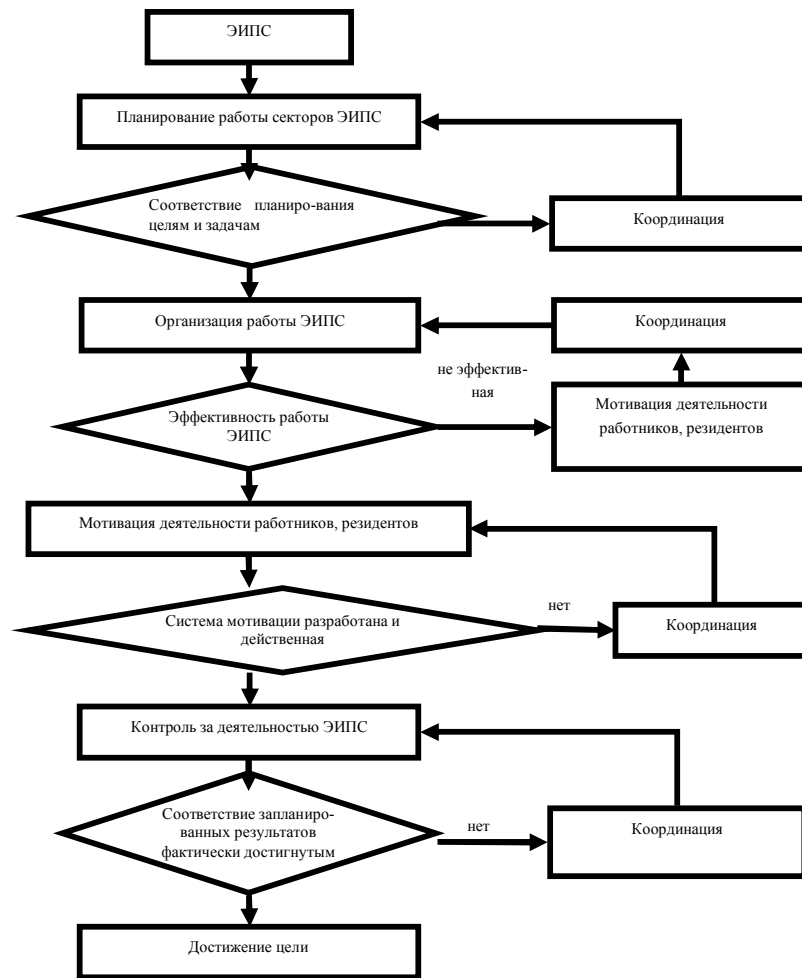 ЭИПС
Планирование работы секторов ЭИПС
Соответствие планиро-вания
целям и задачам
Координация
Организация работы ЭИПС
Координация
не эффектив-
ная
Эффективность работы
ЭИПС
Мотивация деятельности
работников, резидентов
Мотивация деятельности работников, резидентов
Система мотивации разработана и
действенная
нет
Координация
Контроль за деятельностью ЭИПС
Соответствие запланиро-
ванных результатов
фактически достигнутым
нет
Координация
Достижение цели